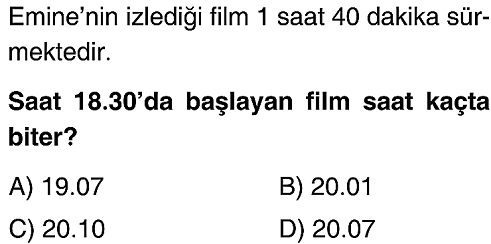 Emine'nin izlediği film 1 saat 40 dakika sür-
mektedir.
Saat 18.30'da başlayan film saat kaçta
biter?
A) 19.07 B) 20.01
C) 20.10 D) 20.07